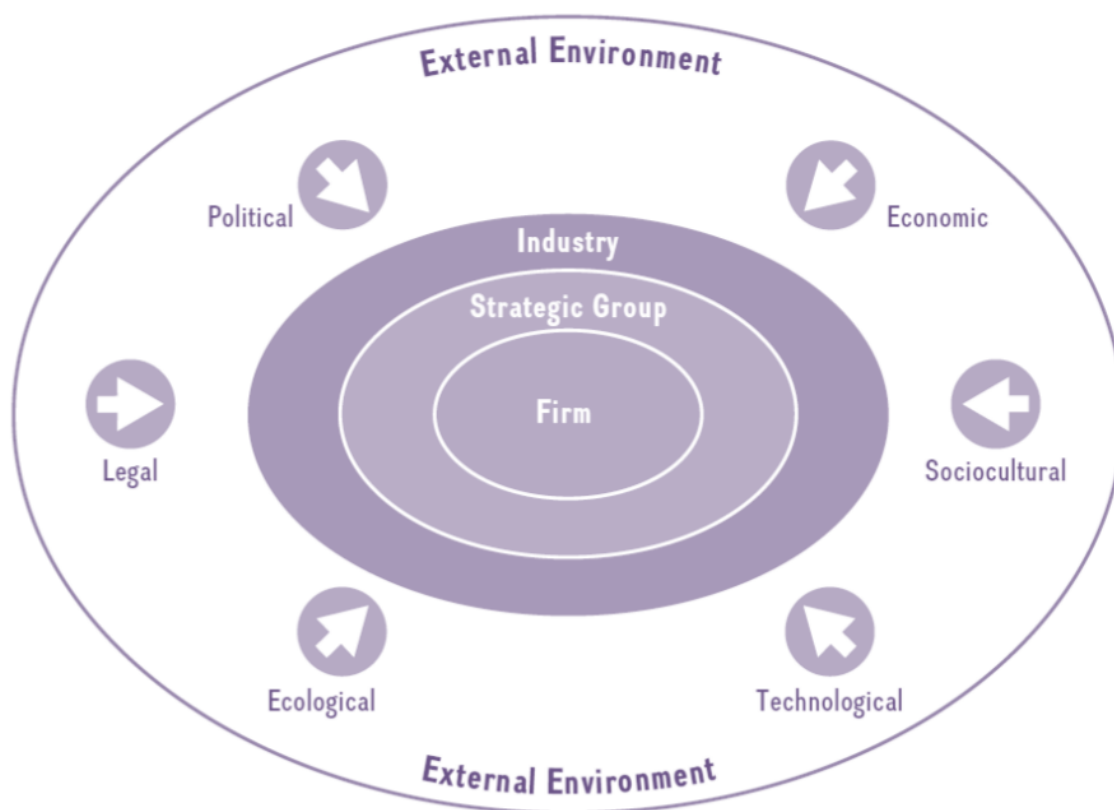 External Environment
Political
Economic
Industry
Strategic Group
Firm
Legal
Sociocultural
Ecological
Technological
External Environment